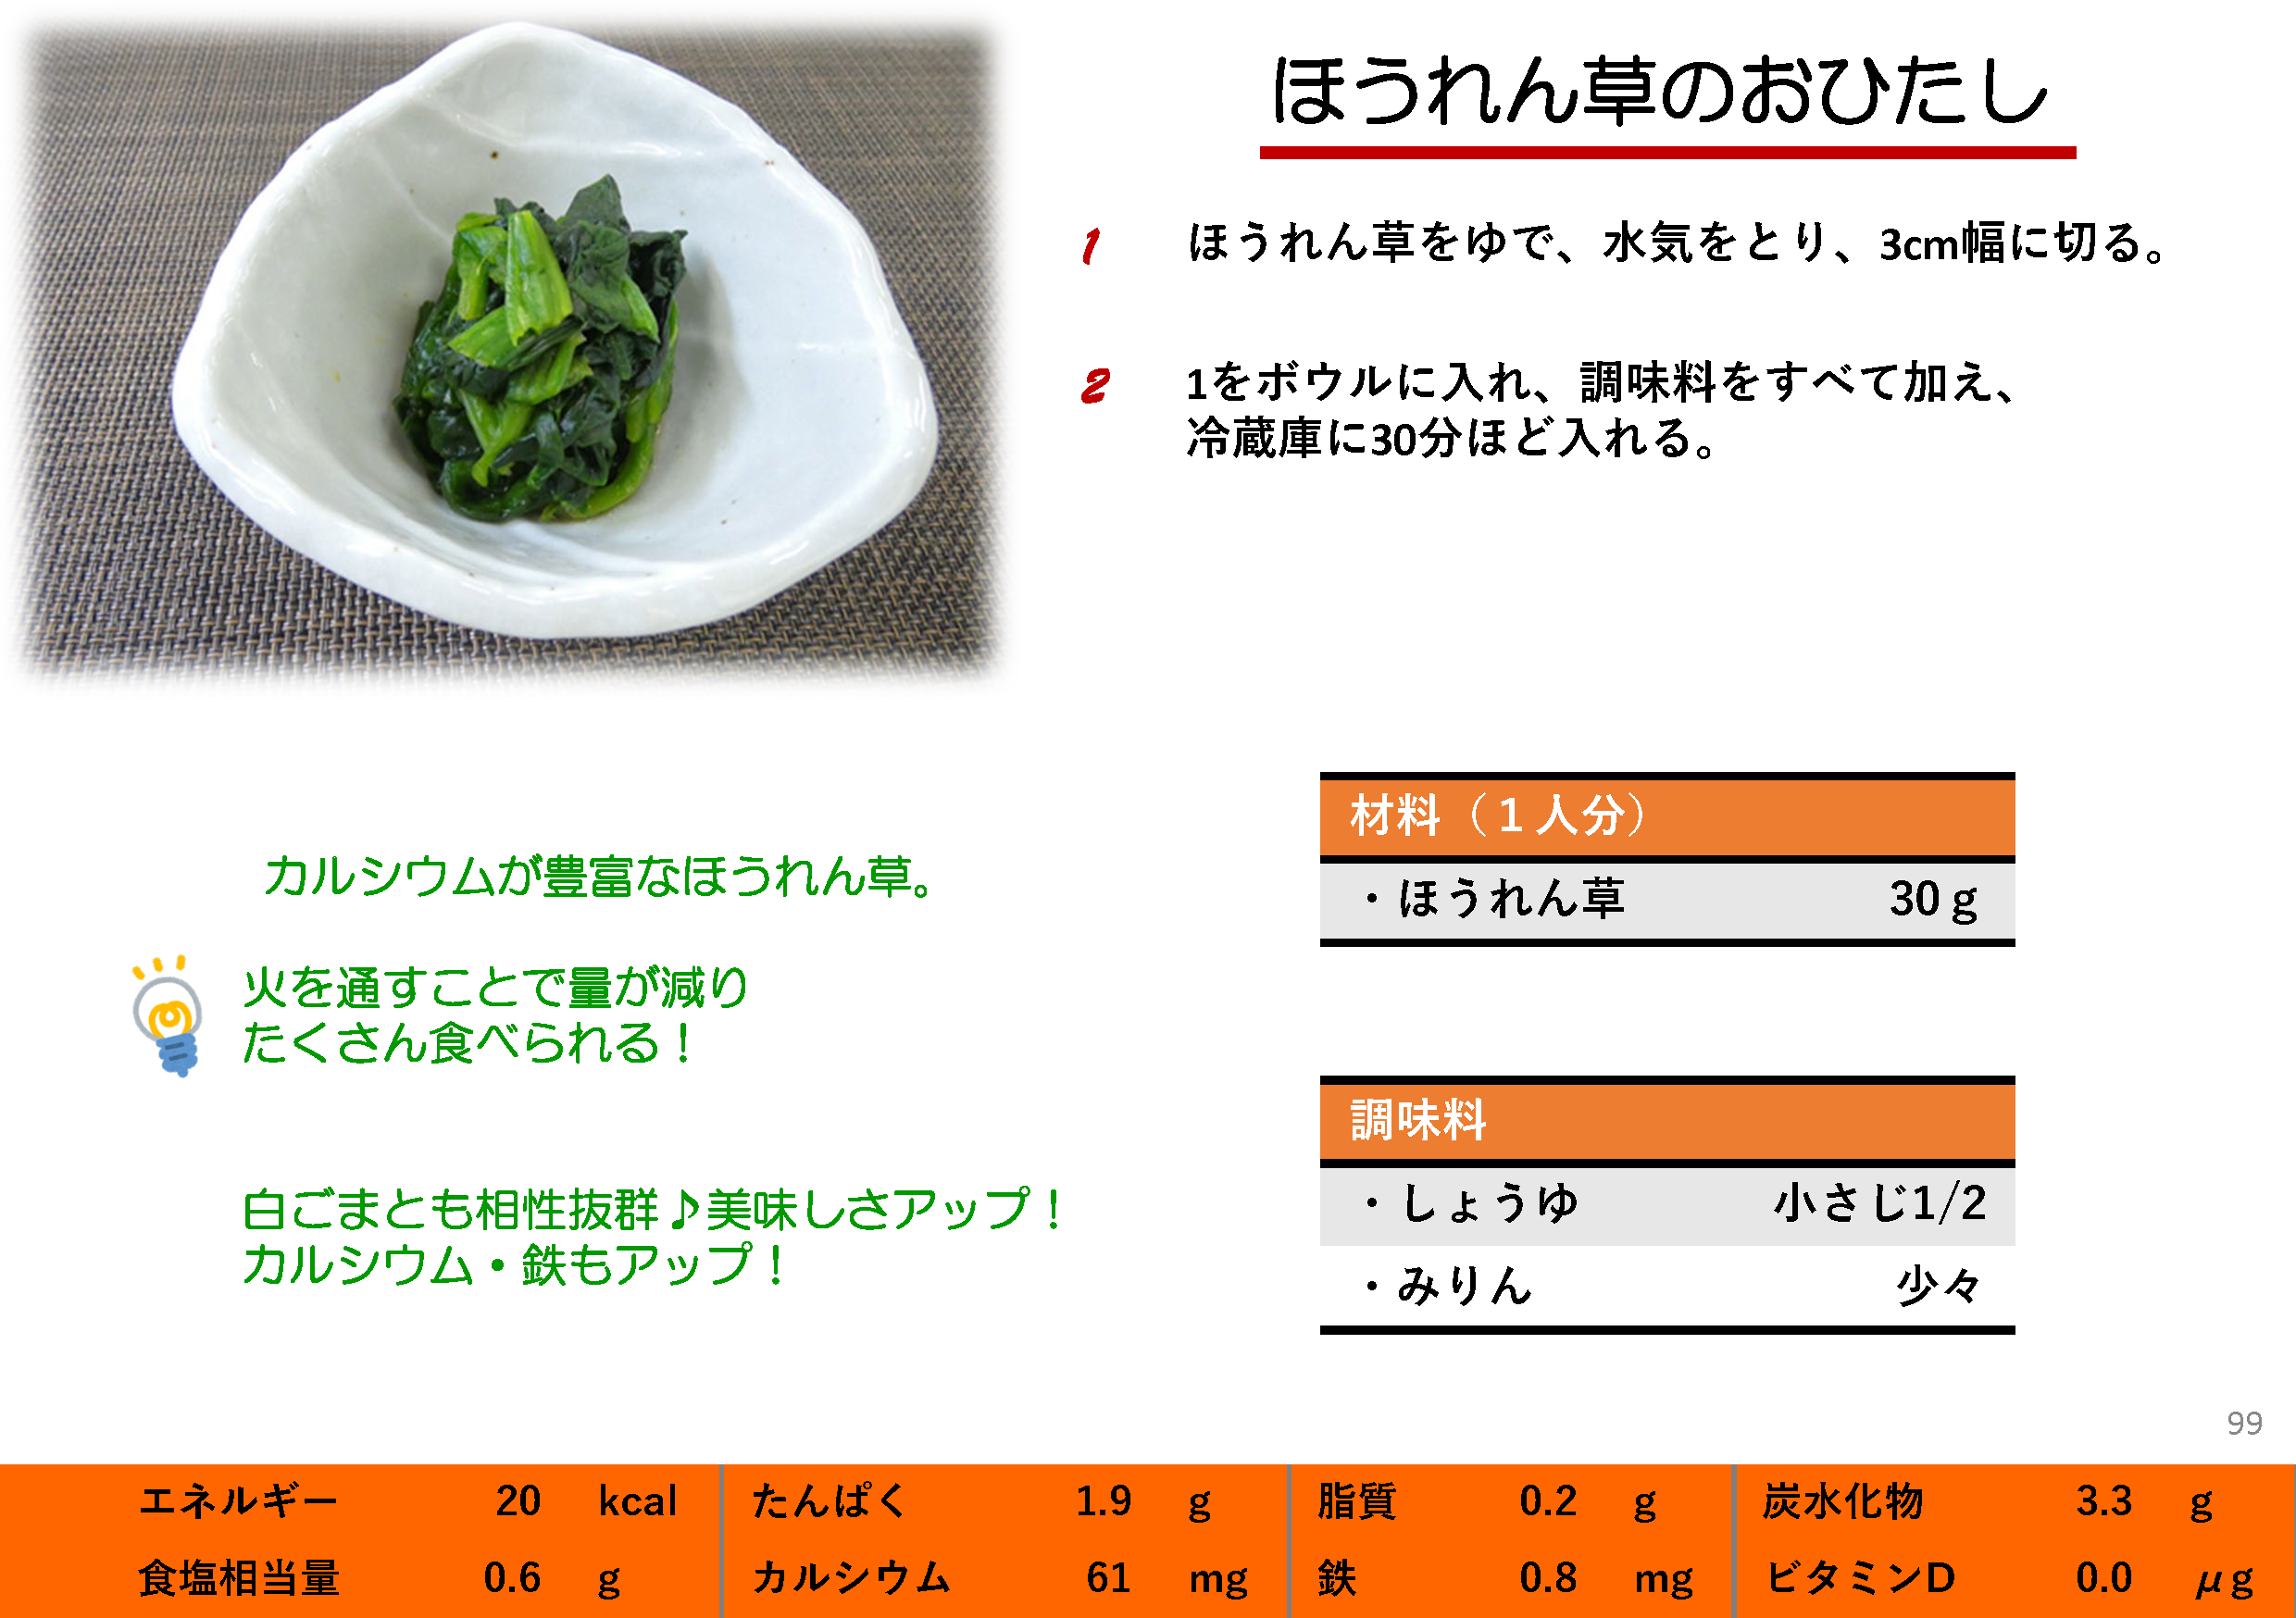 ほうれん草のおひたし
1 ほうれん草をゆで、水気をとり、3cm幅に切る。
2 1をボウルに入れ、調味料をすべて加え、
冷蔵庫に30分ほど入れる。
カルシウムが豊富なほうれん草。
火を通すことで量が減り
たくさん食べられる！
白ごまとも相性抜群♪美味しさアップ！
カルシウム・鉄もアップ！
材料（１人分）
・ほうれん草 30ｇ
調味料
・しょうゆ 小さじ1/2
・みりん 少々
99
エネルギー 20 kcal たんぱく 1.9 g 脂質 0.2 g 炭水化物 3.3 g
食塩相当量 0.6 g カルシウム 61 mg 鉄 0.8 mg ビタミンD 0.0 μg